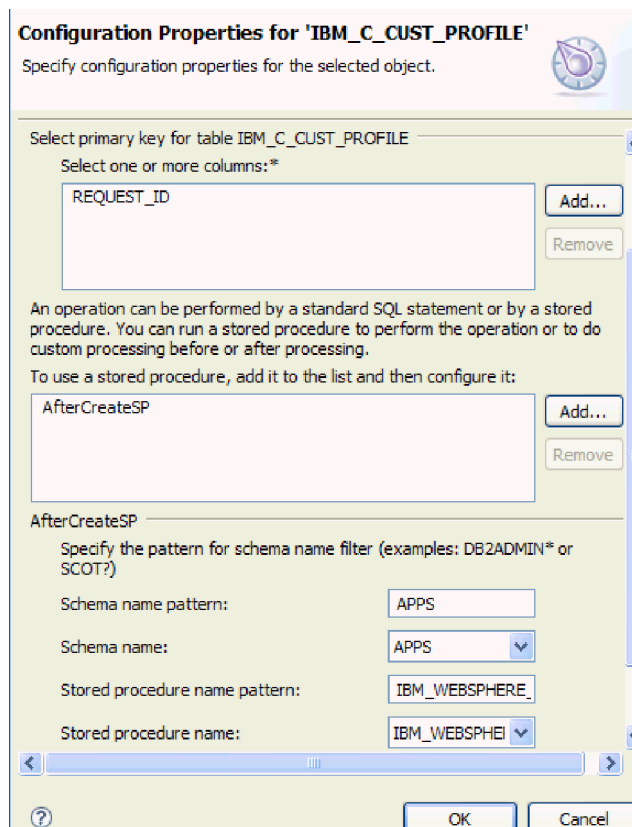 Configuration Properties for 'IBM_C_CUST_PROFILE'
Specify configuration properties for the selected object.
Select primary key for table IBM_C_CUST_PROFILE
Select one or more columns:*
REQUEST_ID
Add...
Remove
An operation can be performed by a standard SQL statement or by a stored
procedure. You can run a stored procedure to perform the operation or to do
custom processing before or after processing.
To use a stored procedure, add it to the list and then configure it:
AfterCreateSP
Add...
Remove
AfterCreateSP
Specify the pattern for schema name filter (examples: DB2ADMIN* or
SCOT?)
Schema name pattern: APPS
Schema name: APPS
Stored procedure name pattern: IBM_WEBSPHERE_
Stored procedure name: IBM_WEBSPHE
? OK Cancel